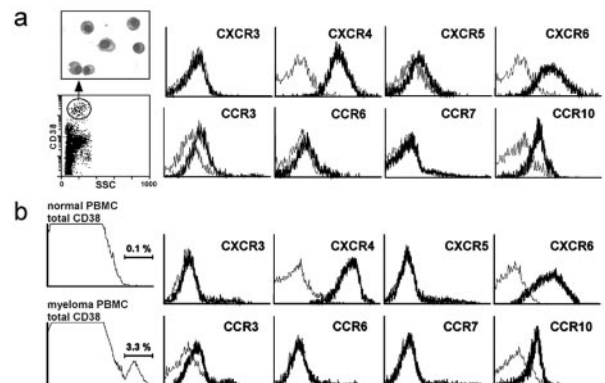 a
CXCR3
CXCR4
CXCR5
CXCR6
CD38
SSC
100
1000
CCR3
CCR6
CCR7
CCR10
b
normal PBMC
total CD38
0.1 %
CXCR3
CXCR4
CXCR5
CXCR6
myeloma PBMC
total CD38
3.3 %
CCR3
CCR6
CCR7
CCR10